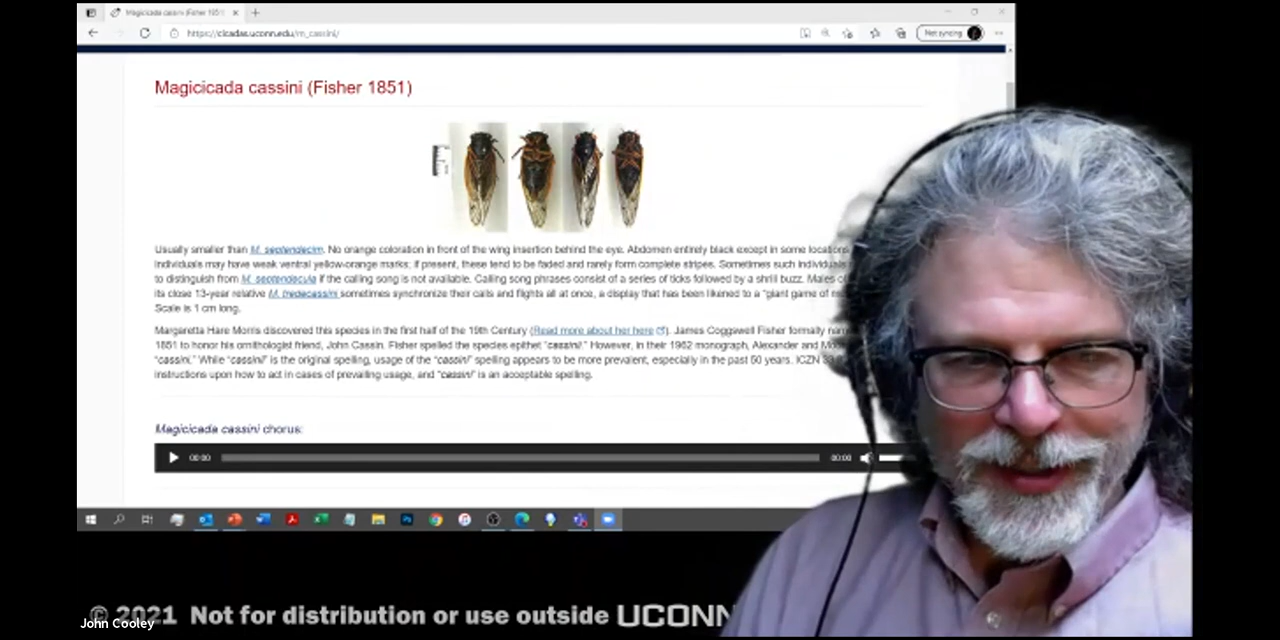 Magicicada cassini (Fisher 1851)
https://cicadas.uconn.edu/m_cassini/
Not syncing
Magicicada cassini (Fisher 1851)
Usually smaller than M. septendecim. No orange coloration in front of the wing insertion behind the eye. Abdomen entirely black except in some locations
Individuals may have weak ventral yellow-orange marks; if present, these tend to be faded and rarely form complete stripes. Sometimes such individuals
to distinguish from M. septendecula if the calling song is not available. Calling song phrases consist of a series of ticks followed by a shrill buzz. Males
its close 13-year relative M. tredecassini sometimes synchronize their calls and flights all at once, a display that has been likened to a "giant game of
Scale is 1 cm long.
Margaretta Hare Morris discovered this species in the first half of the 19th Century (Read more about her here). James Coggswell Fisher formally
1851 to honor his ornithologist friend, John Cassin. Fisher spelled the species epithet "cassinii." However, in their 1962 monograph, Alexander and
"cassini." While "cassinii" is the original spelling, usage of the "cassini" spelling appears to be more prevalent, especially in the past 50 years. ICZN
instructions upon how to act in cases of prevailing usage, and "cassini" is an acceptable spelling.
Magicicada cassini chorus:
00:00 00:00
© 2021 Not for distribution or use outside UCONN
John Cooley